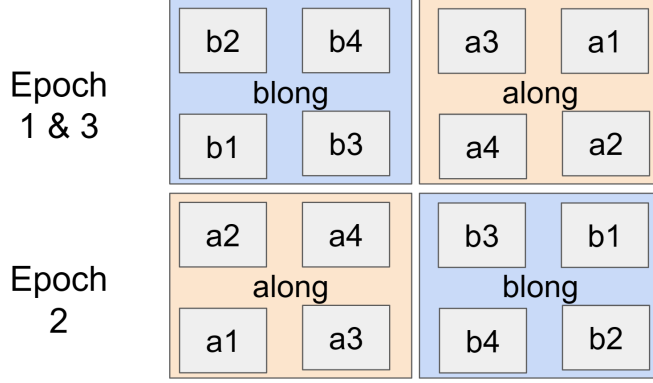 Epoch
1 & 3
b2 b4
blong
b1 b3
a3 a1
along
a4 a2
Epoch
2
a2 a4
along
a1 a3
b3 b1
blong
b4 b2